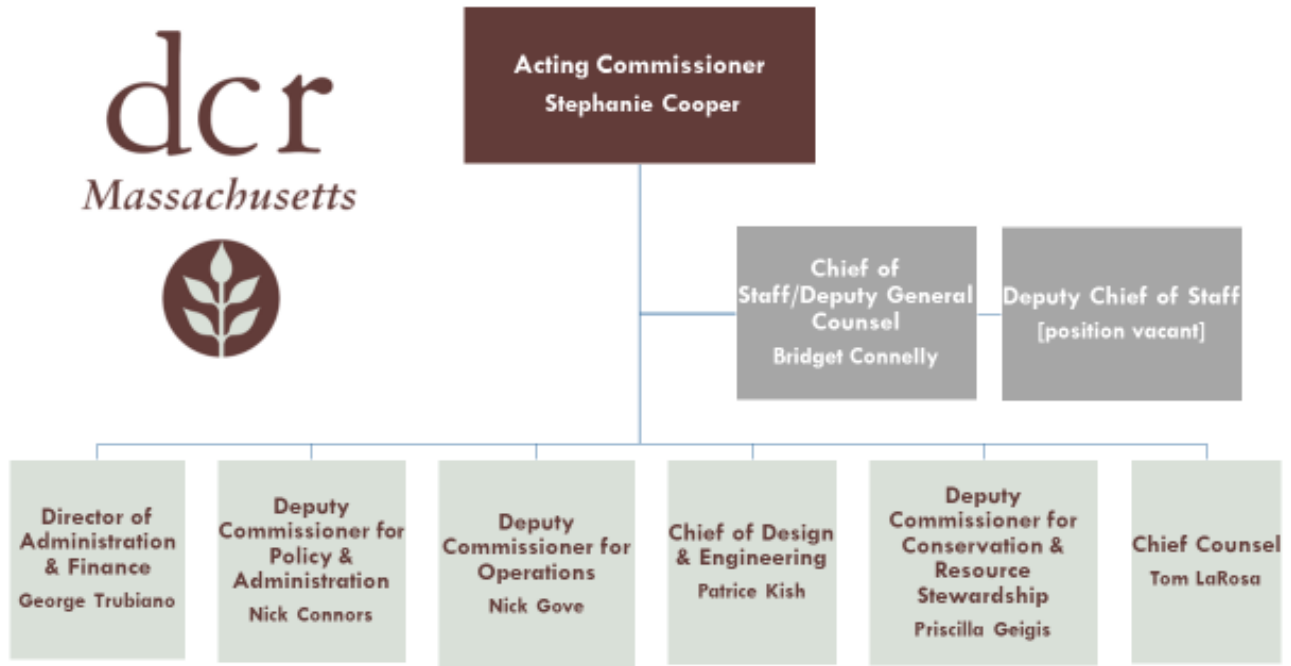 dcr
Massachusetts
Acting Commissioner
Stephanie Cooper
Chief of
Staff/Deputy General
Counsel
Bridget Connelly
Deputy Chief of Staff
[position vacant]
Director of
Administration
& Finance
George Trubiano
Deputy
Commissioner for
Policy &
Administration
Nick Connors
Deputy
Commissioner for
Operations
Nick Gove
Chief of Design
& Engineering
Patrice Kish
Deputy
Commissioner for
Conservation &
Resource
Stewardship
Priscilla Geigis
Chief Counsel
Tom LaRosa